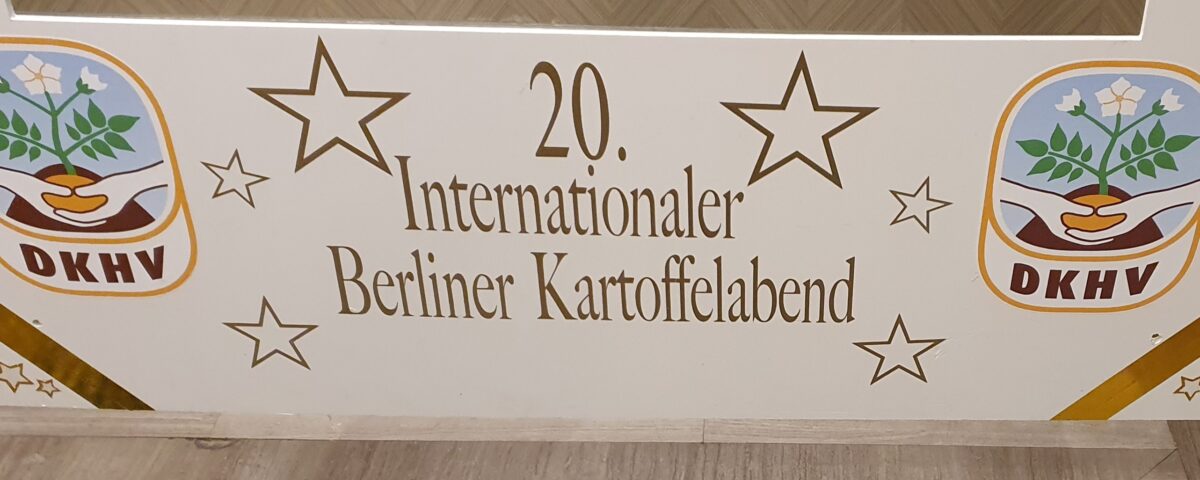 20.
Internationaler
Berliner Kartoffelabend
DKHV
DKHV